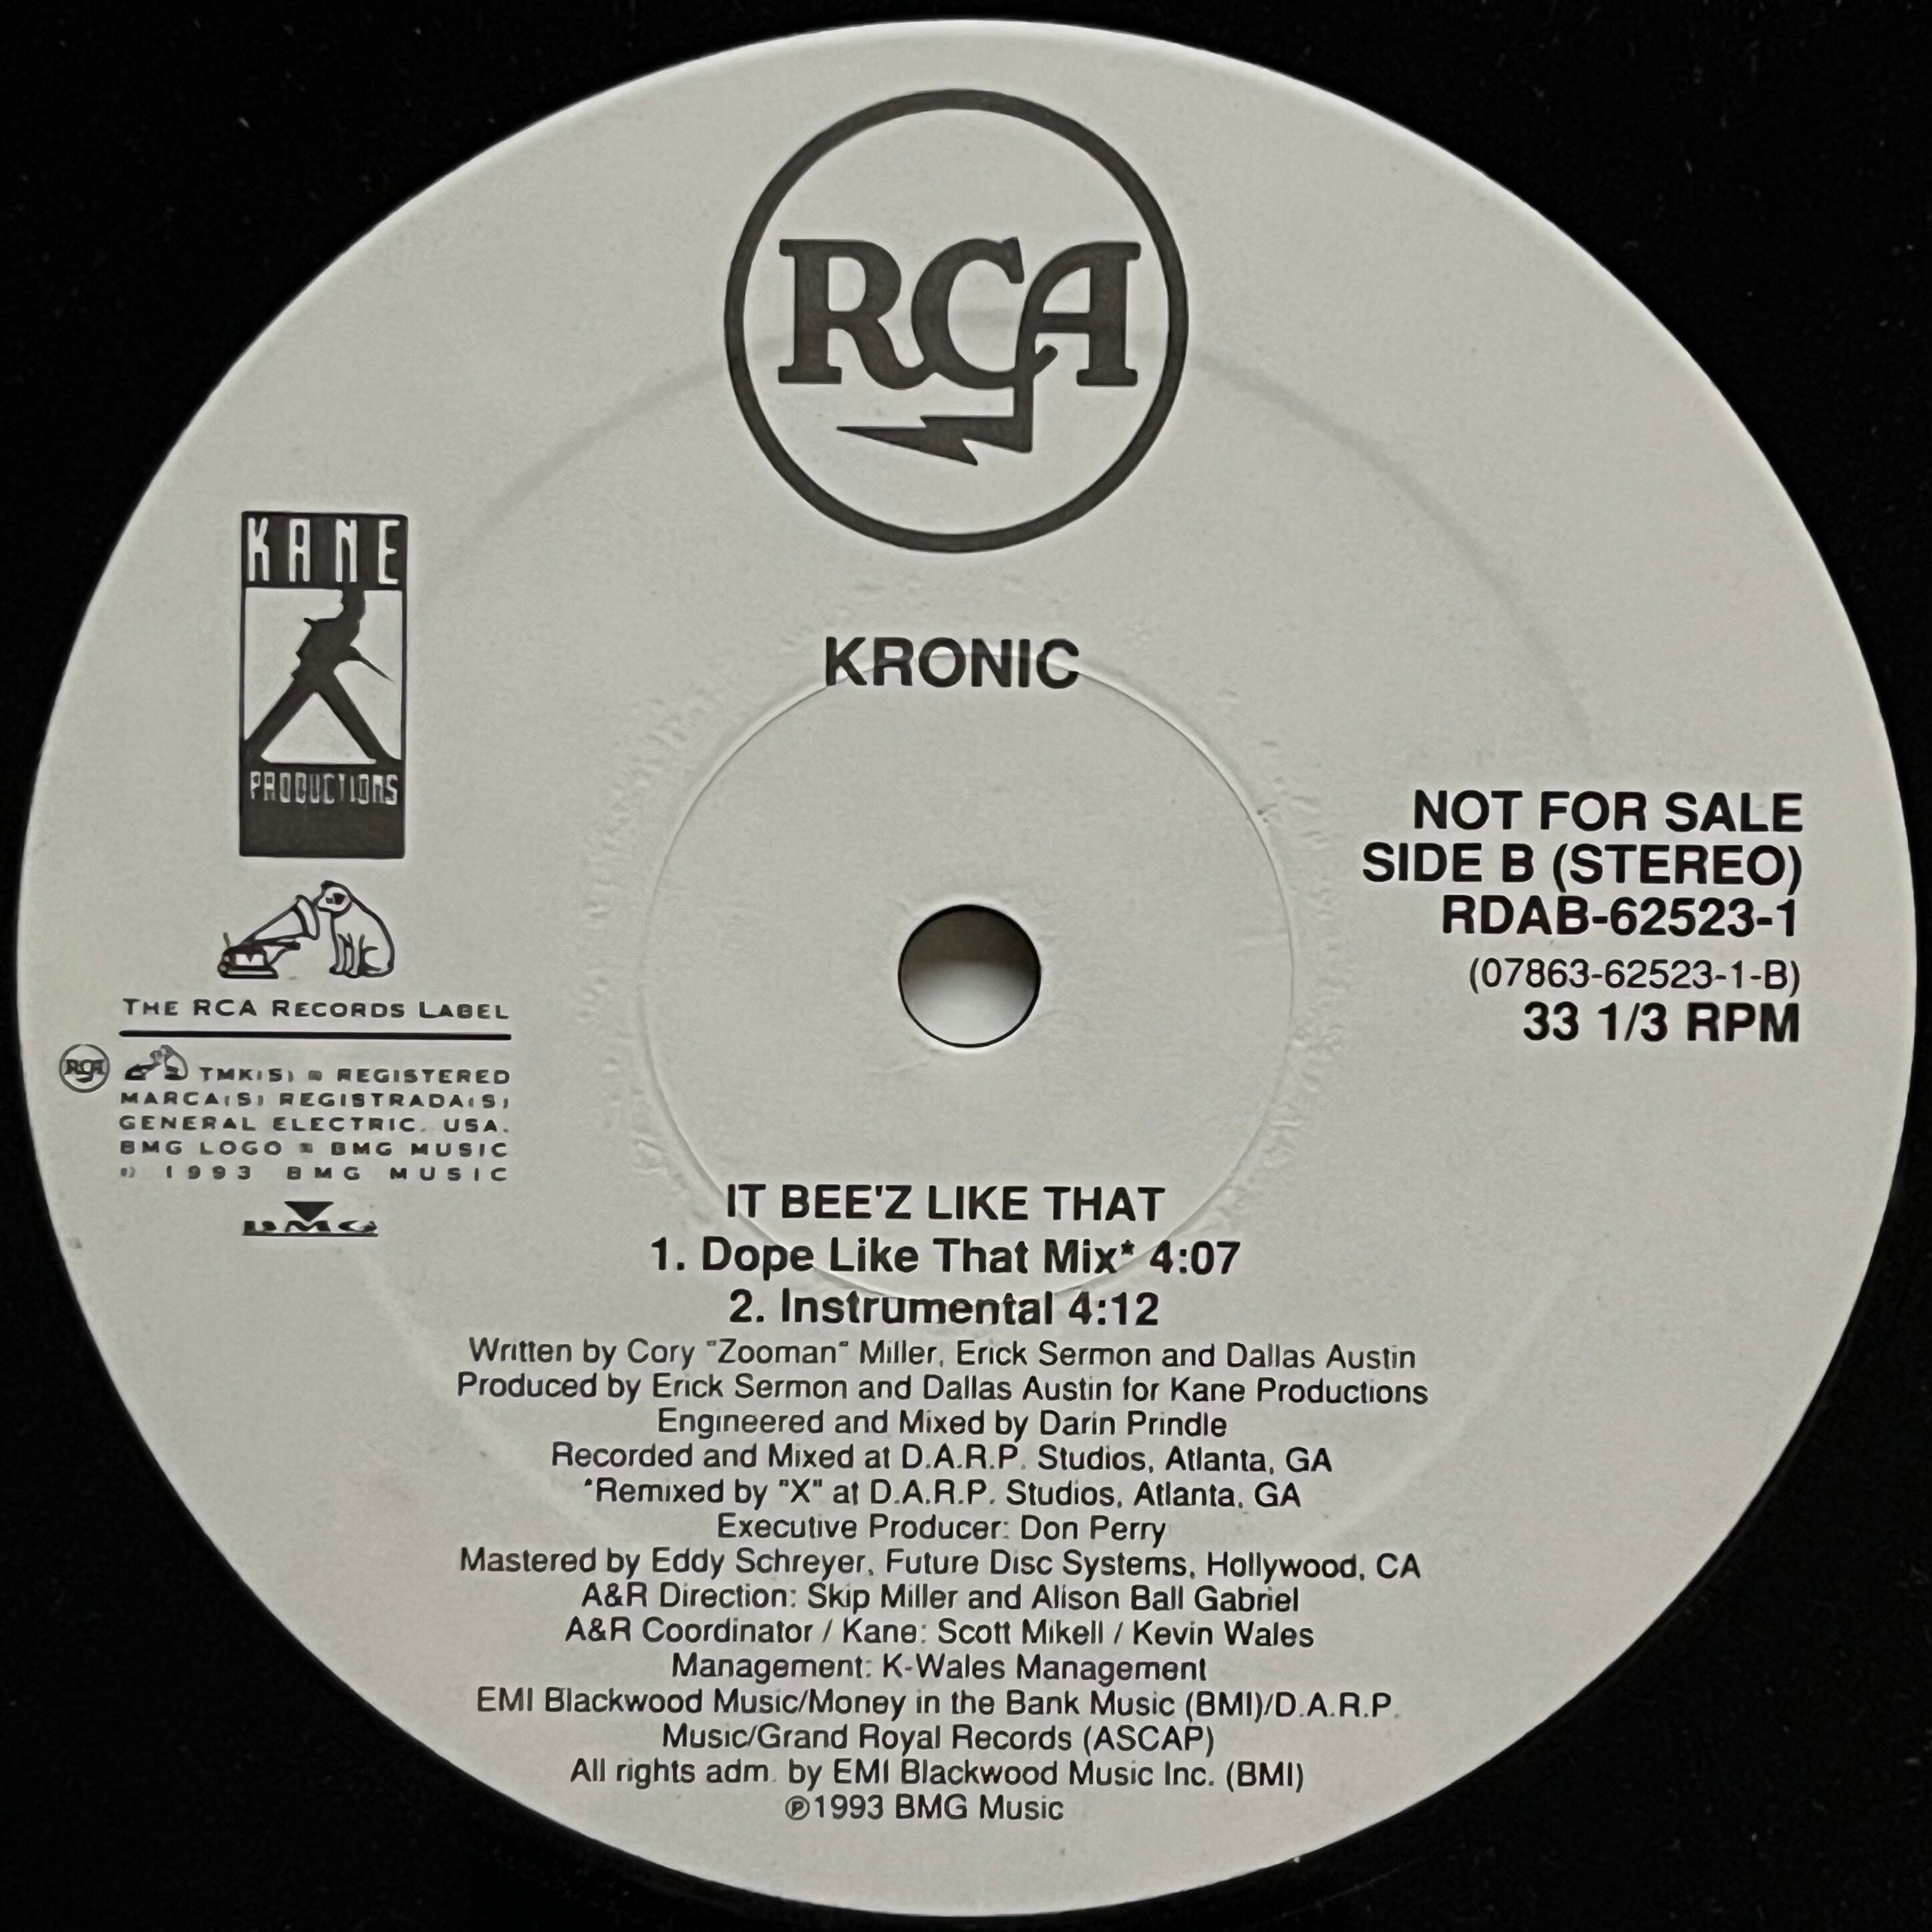 RCA
KANE
PRODUCTIONS
KRONIC
NOT FOR SALE
SIDE B (STEREO)
RDAB-62523-1
(07863-62523-1-B)
33 1/3 RPM
THE RCA RECORDS LABEL
RCA TMK(S) ® REGISTERED
MARCA(S) REGISTRADA(S)
GENERAL ELECTRIC, USA.
BMG LOGO ® BMG MUSIC
1993 BMG MUSIC
BMG
IT BEE'Z LIKE THAT
1. Dope Like That Mix* 4:07
2. Instrumental 4:12
Written by Cory "Zooman" Miller, Erick Sermon and Dallas Austin
Produced by Erick Sermon and Dallas Austin for Kane Productions
Engineered and Mixed by Darin Prindle
Recorded and Mixed at D.A.R.P. Studios, Atlanta, GA
*Remixed by "X" at D.A.R.P. Studios, Atlanta, GA
Executive Producer: Don Perry
Mastered by Eddy Schreyer, Future Disc Systems, Hollywood, CA
A&R Direction: Skip Miller and Alison Ball Gabriel
A&R Coordinator / Kane: Scott Mikell / Kevin Wales
Management: K-Wales Management
EMI Blackwood Music/Money in the Bank Music (BMI)/D.A.R.P.
Music/Grand Royal Records (ASCAP)
All rights adm. by EMI Blackwood Music Inc. (BMI)
℗1993 BMG Music